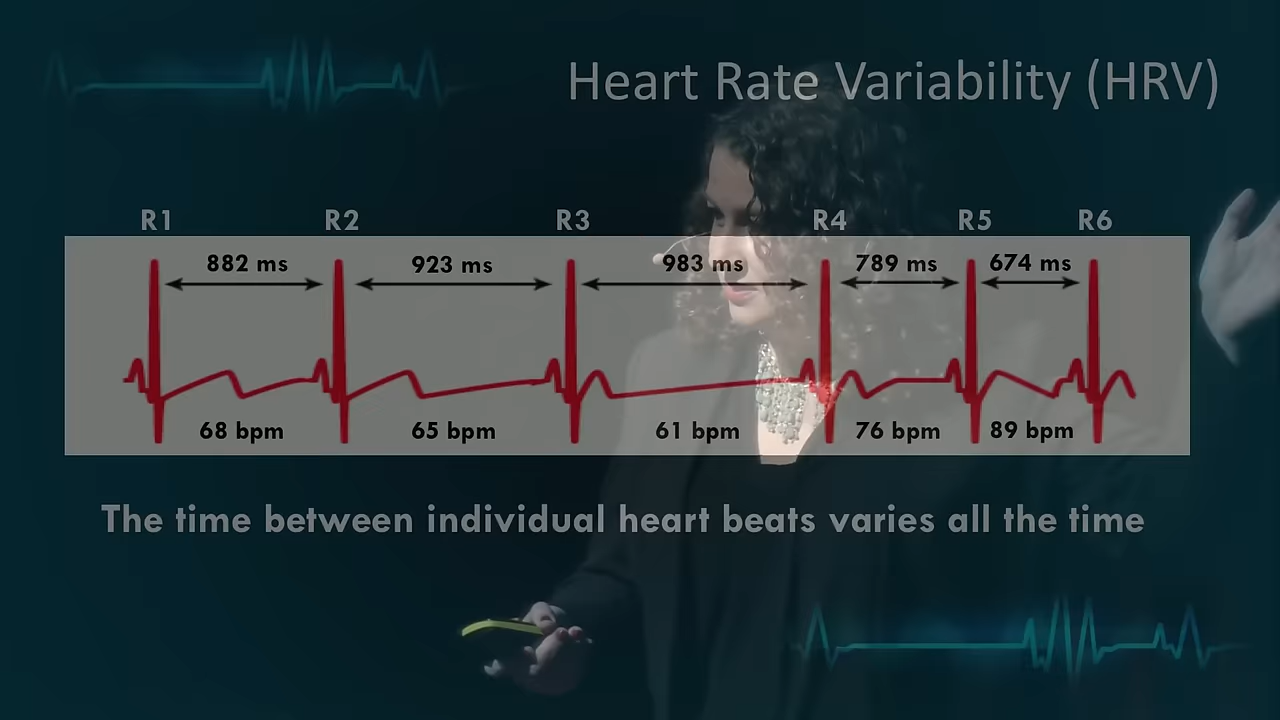 Heart Rate Variability (HRV)
R1 R2 R3 R4 R5 R6
882 ms 923 ms 983 ms 789 ms 674 ms
68 bpm 65 bpm 61 bpm 76 bpm 89 bpm
The time between individual heart beats varies all the time